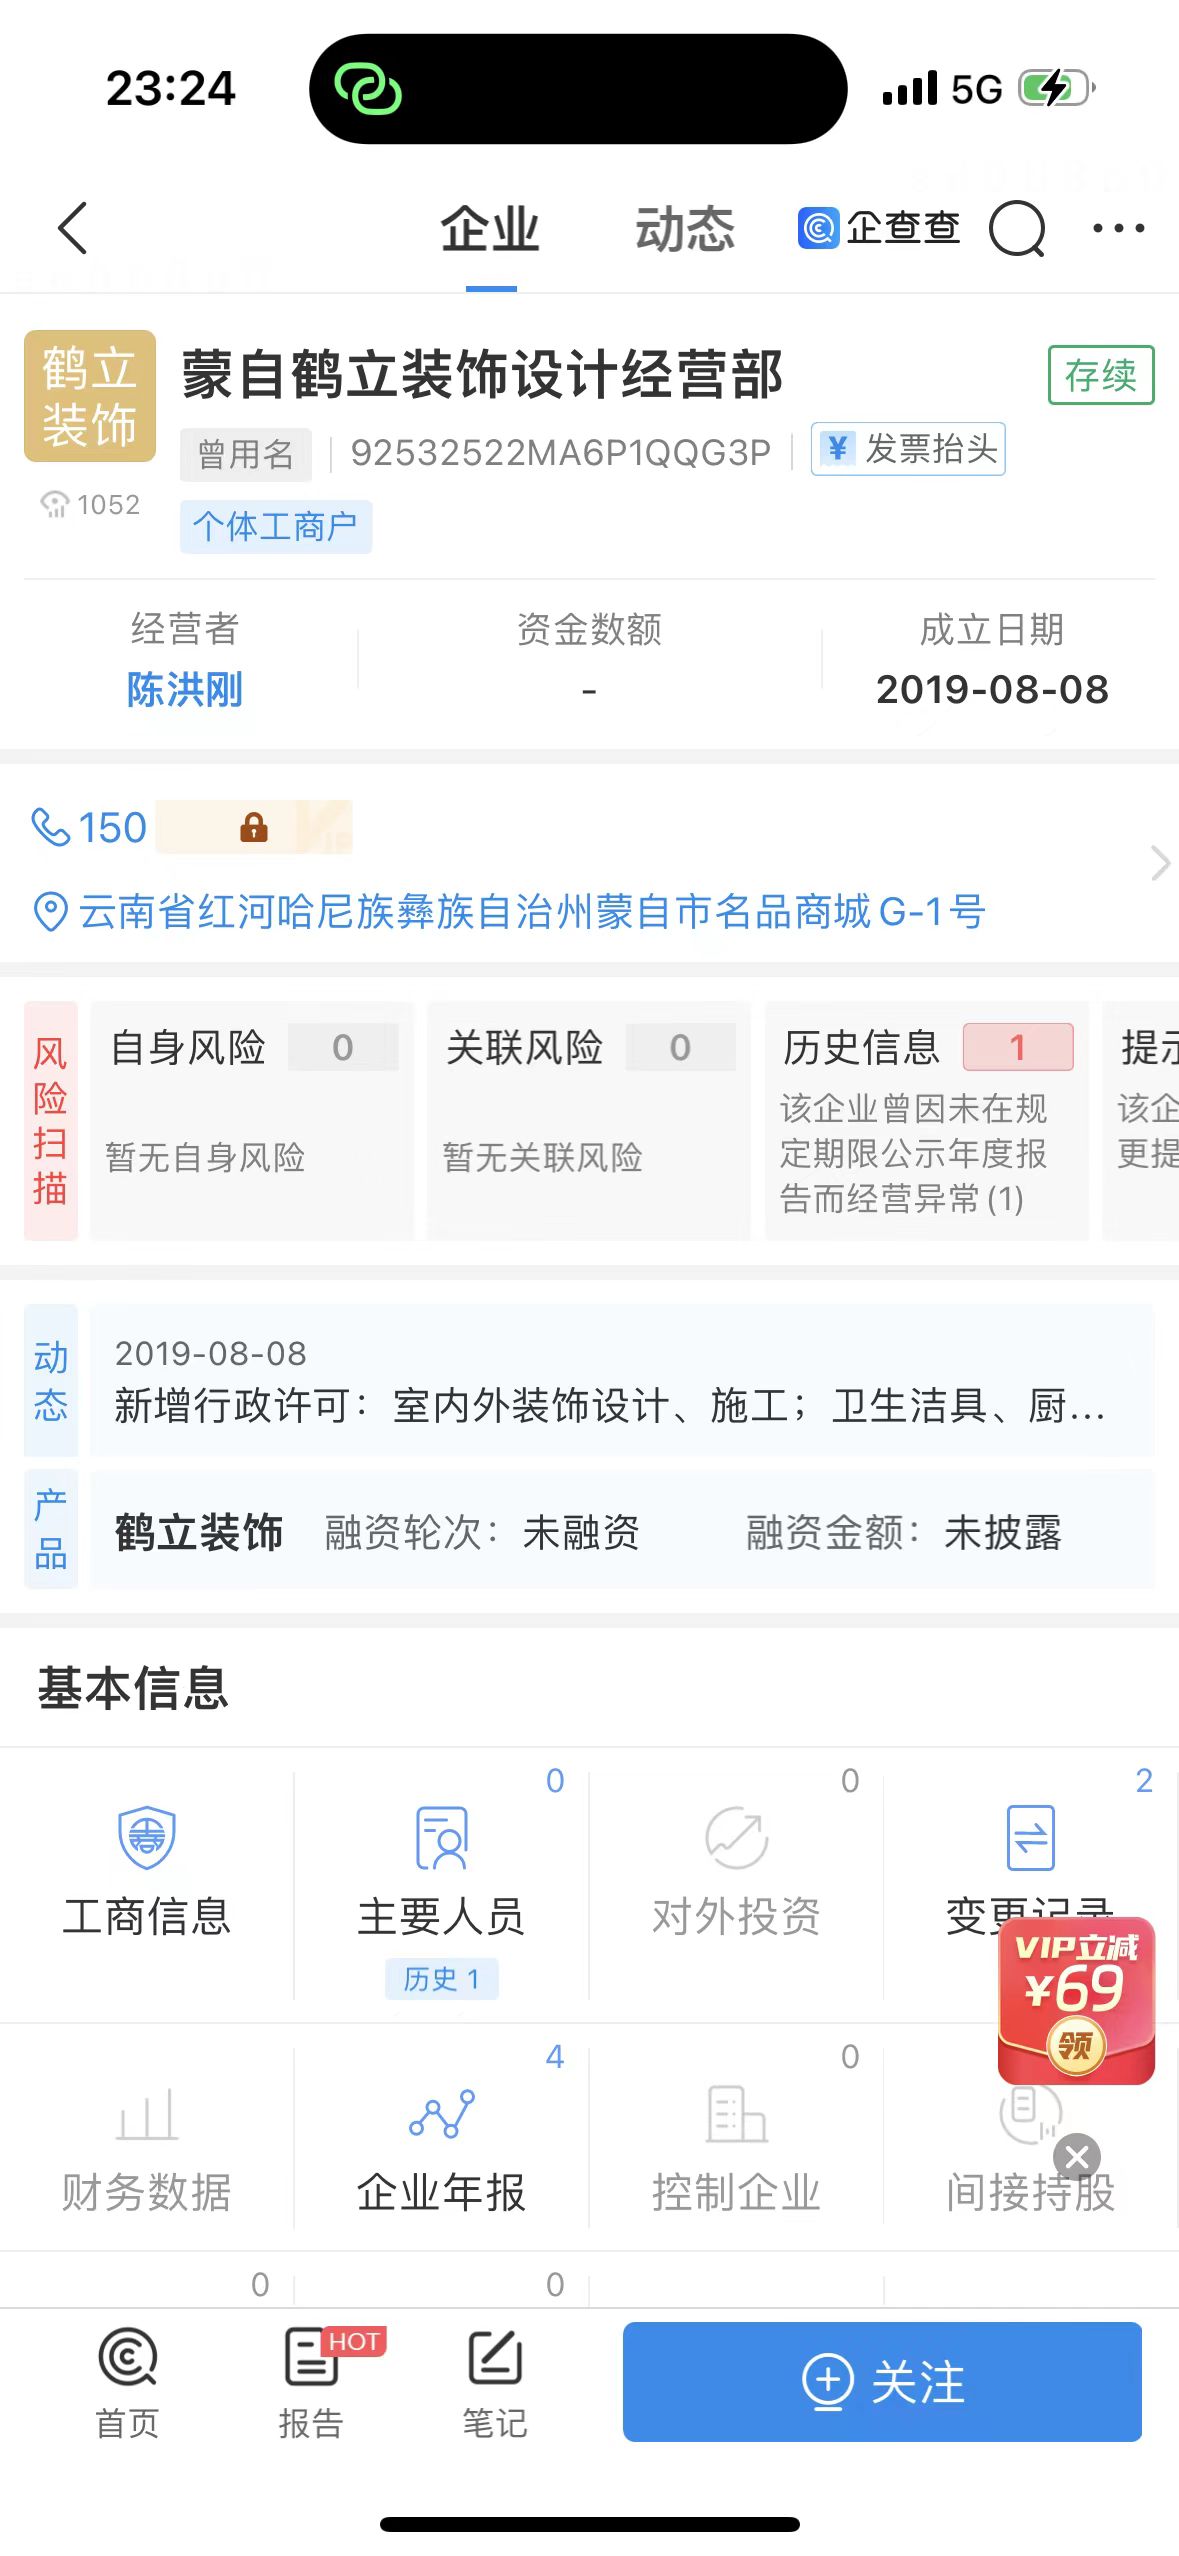 23:24
5G
企业
动态
企查查
鹤立
装饰
蒙自鹤立装饰设计经营部
存续
曾用名
92532522MA6P1QQG3P
¥ 发票抬头
1052
个体工商户
经营者
资金数额
成立日期
陈洪刚
-
2019-08-08
150
云南省红河哈尼族彝族自治州蒙自市名品商城G-1号
风险扫描
自身风险 0
暂无自身风险
关联风险 0
暂无关联风险
历史信息 1
该企业曾因未在规
定期限公示年度报
告而经营异常(1)
提示
该企
更提
动态
2019-08-08
新增行政许可：室内外装饰设计、施工；卫生洁具、厨...
产品
鹤立装饰
融资轮次：未融资
融资金额：未披露
基本信息
工商信息
0
主要人员
历史 1
0
对外投资
2
变更记录
VIP立减
¥69
领
财务数据
4
企业年报
0
控制企业
间接持股
0
0
首页
报告
HOT
笔记
关注